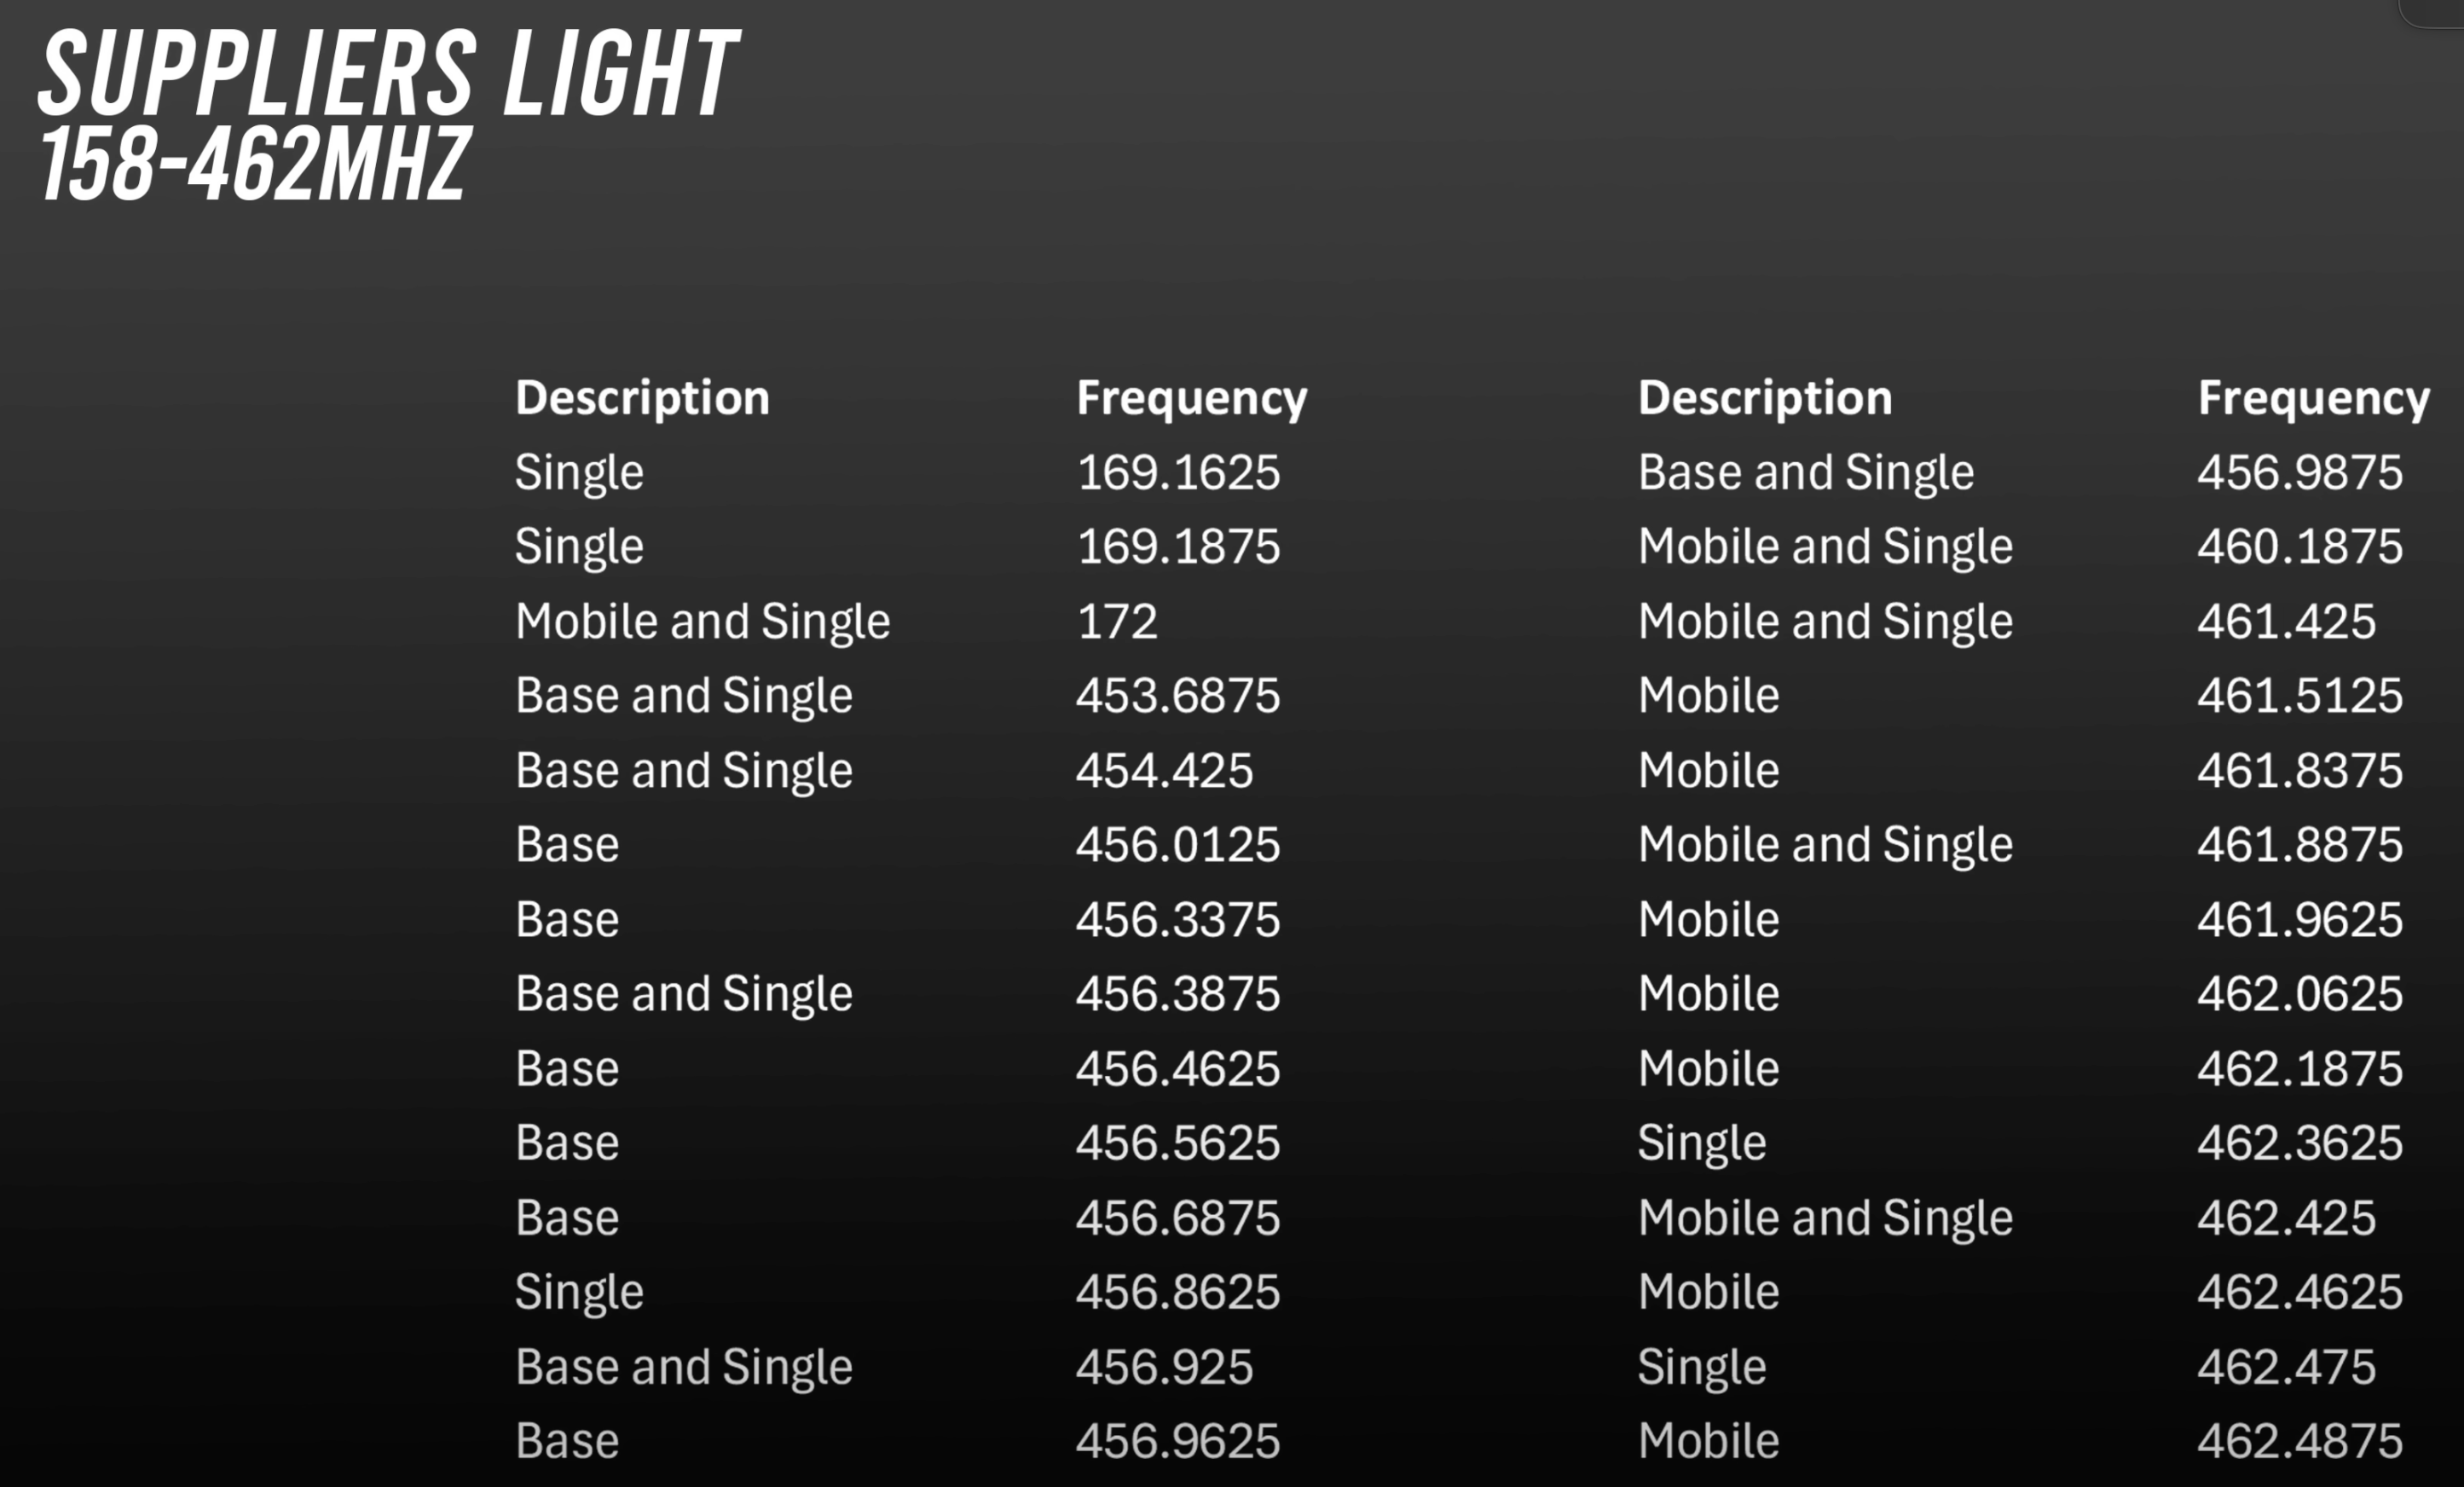 SUPPLIERS LIGHT
158-462MHZ
Description Frequency Description Frequency
Single 169.1625 Base and Single 456.9875
Single 169.1875 Mobile and Single 460.1875
Mobile and Single 172 Mobile and Single 461.425
Base and Single 453.6875 Mobile 461.5125
Base and Single 454.425 Mobile 461.8375
Base 456.0125 Mobile and Single 461.8875
Base 456.3375 Mobile 461.9625
Base and Single 456.3875 Mobile 462.0625
Base 456.4625 Mobile 462.1875
Base 456.5625 Single 462.3625
Base 456.6875 Mobile and Single 462.425
Single 456.8625 Mobile 462.4625
Base and Single 456.925 Single 462.475
Base 456.9625 Mobile 462.4875